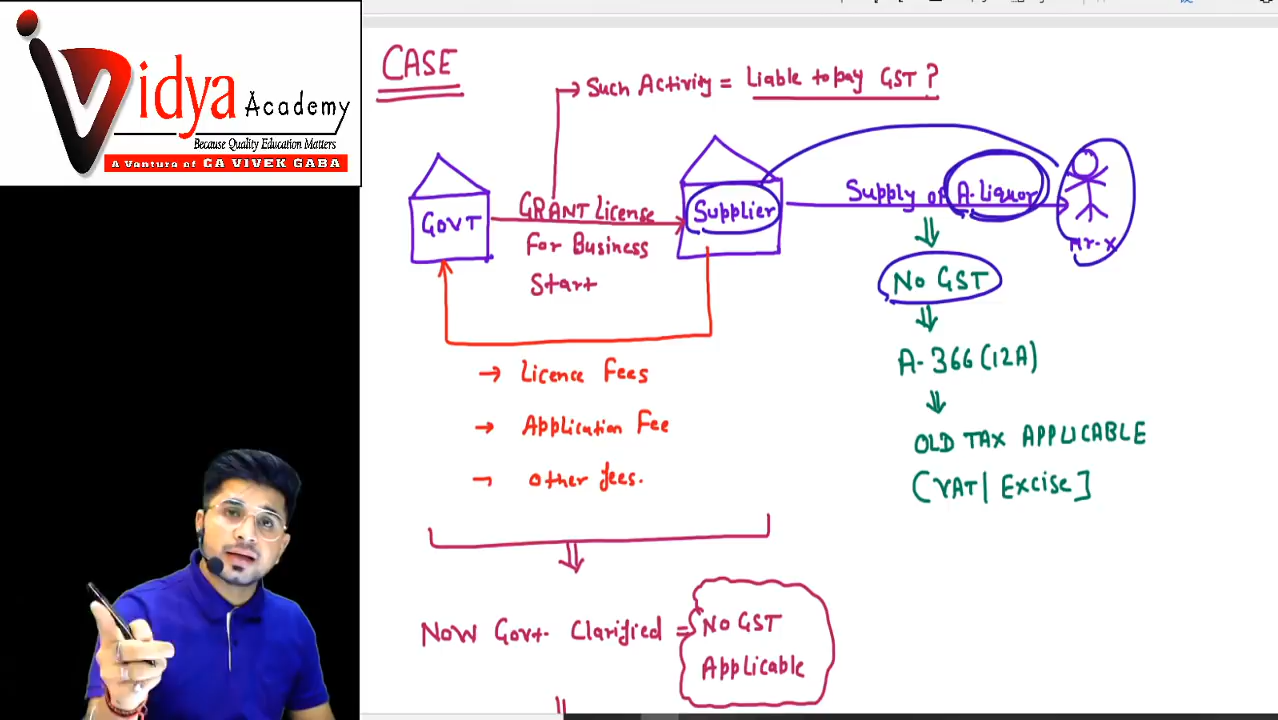 Vidya Academy
Because Quality Education Matters
A Ventura of CA VIVEK GABA
CASE
Such Activity = Liable to pay GST ?
GOVT
GRANT License
For Business
Start
Supplier
Supply of A-Liquor
Mr-X
No GST
A-366(12A)
OLD TAX APPLICABLE
(VAT| Excise]
→ Licence Fees
→ Application Fee
¬ other fees.
Now Govt- Clarified = No GST
Applicable